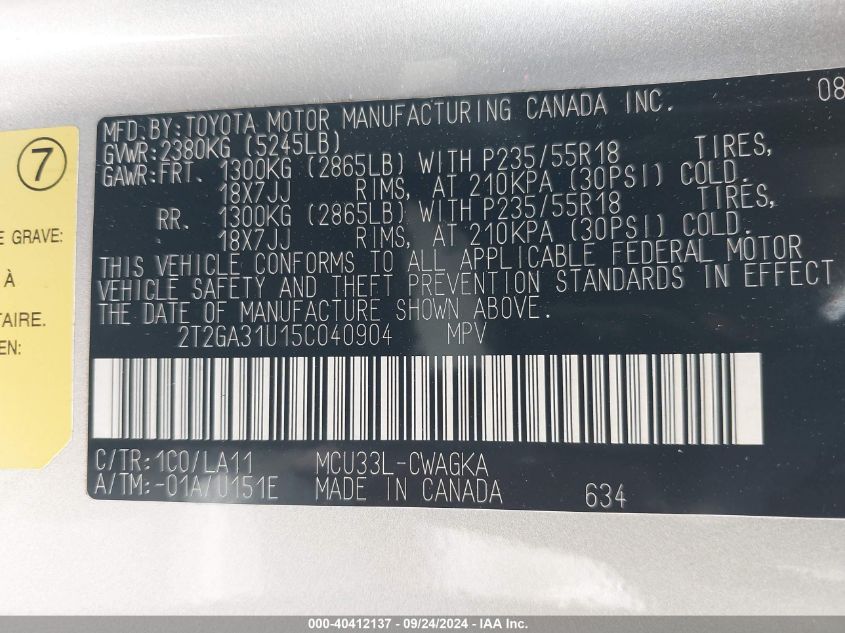 7
E GRAVE:
À
TAIRE.
EN:
08
MFD. BY: TOYOTA MOTOR MANUFACTURING CANADA INC.
GVWR: 2380KG (5245LB)
GAWR: FRT. 1300KG (2865LB) WITH P235/55R18 TIRES,
18X7JJ RIMS, AT 210KPA (30PSI) COLD.
RR. 1300KG (2865LB) WITH P235/55R18 TIRES,
18X7JJ RIMS, AT 210KPA (30PSI) COLD.
THIS VEHICLE CONFORMS TO ALL APPLICABLE FEDERAL MOTOR
VEHICLE SAFETY AND THEFT PREVENTION STANDARDS IN EFFECT
THE DATE OF MANUFACTURE SHOWN ABOVE.
2T2GA31U15C040904 MPV
C/TR: 1C0/LA11 MCU33L-CWAGKA
A/TM: -01A/U151E MADE IN CANADA 634
000-40412137 - 09/24/2024 - IAA Inc.